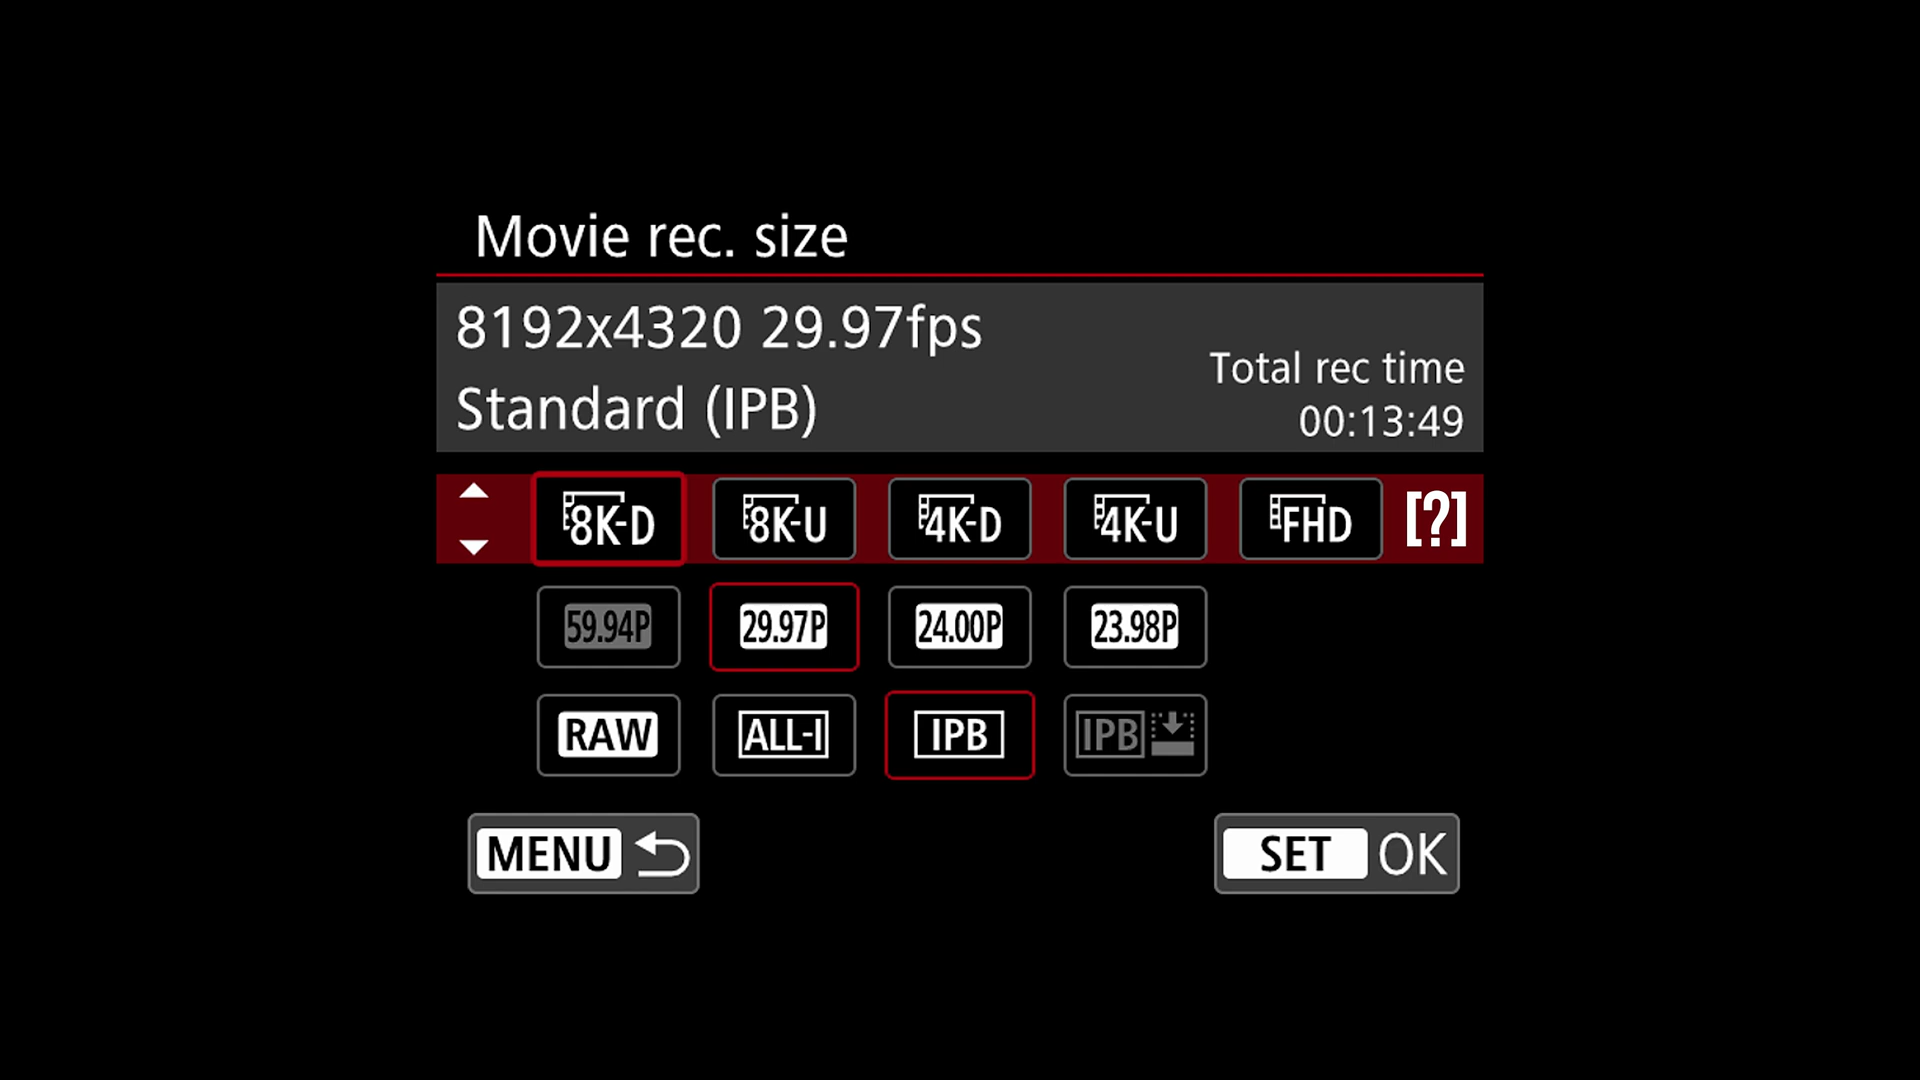 Movie rec. size
8192x4320 29.97fps
Standard (IPB)
Total rec time
00:13:49
8K-D 8K-U 4K-D 4K-U FHD [?]
59.94P 29.97P 24.00P 23.98P
RAW ALL-I IPB IPB
MENU SET OK